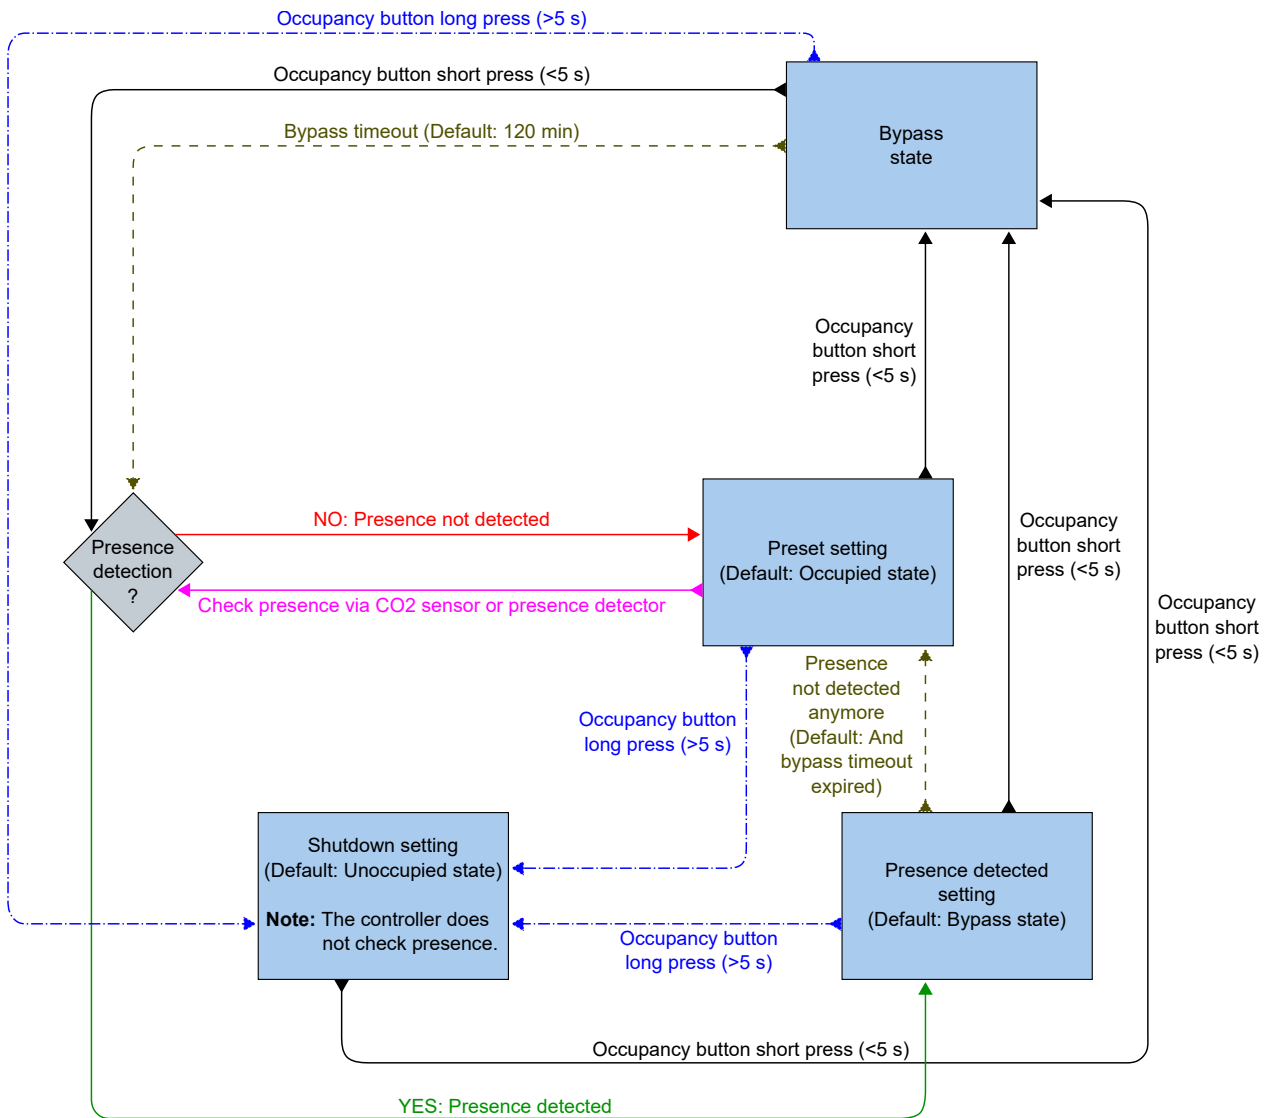 Occupancy button long press (>5 s)
Occupancy button short press (<5 s)
Bypass timeout (Default: 120 min)
Bypass
state
Occupancy
button short
press (<5 s)
NO: Presence not detected
Presence
detection
?
Preset setting
(Default: Occupied state)
Occupancy
button short
press (<5 s)
Check presence via CO2 sensor or presence detector
Occupancy
button short
press (<5 s)
Presence
not detected
anymore
(Default: And
bypass timeout
expired)
Occupancy button
long press (>5 s)
Shutdown setting
(Default: Unoccupied state)
Note: The controller does
not check presence.
Presence detected
setting
(Default: Bypass state)
Occupancy button
long press (>5 s)
Occupancy button short press (<5 s)
YES: Presence detected